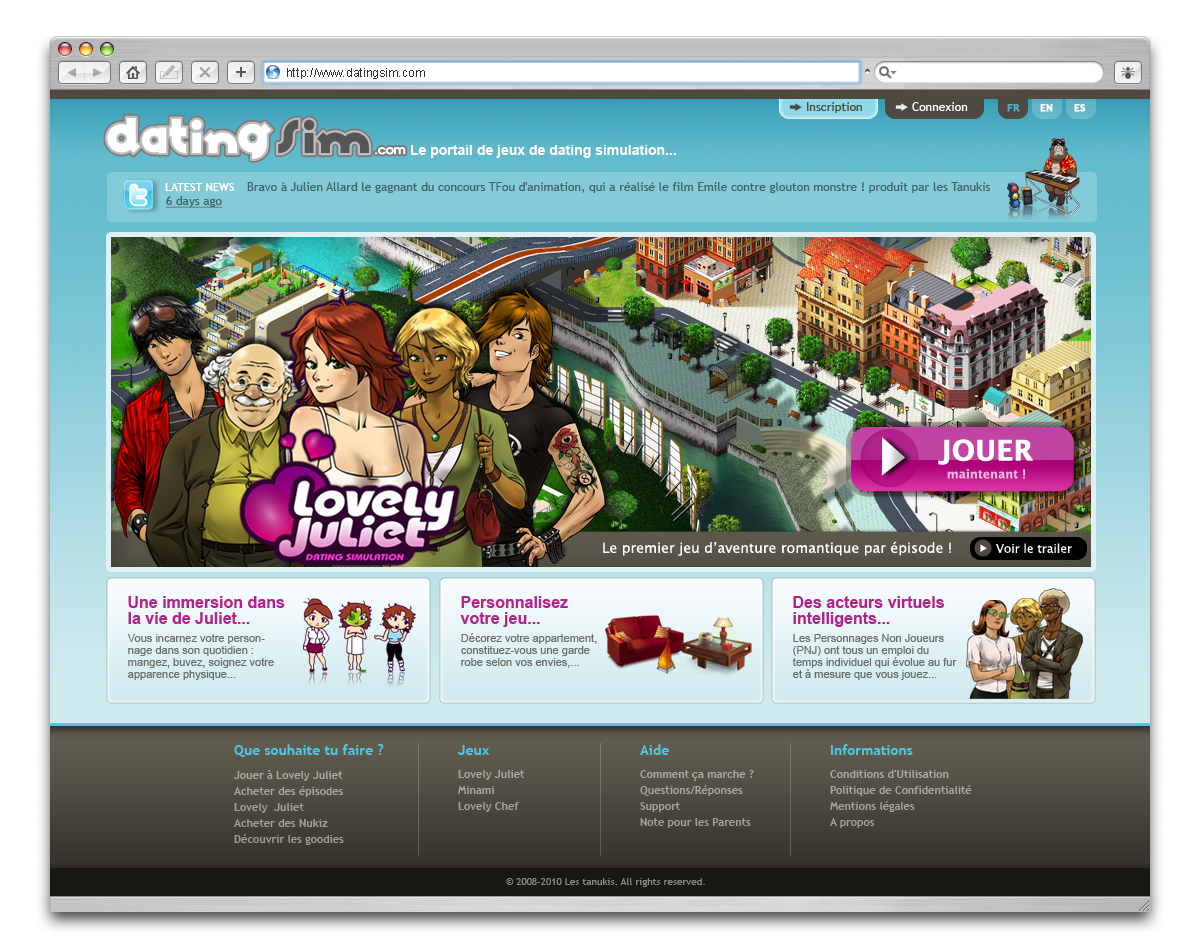 http://www.datingsim.com
Inscription
Connexion
FR
EN
ES
datingSim.com Le portail de jeux de dating simulation...
LATEST NEWS Bravo à Julien Allard le gagnant du concours TFou d'animation, qui a réalisé le film Emile contre glouton monstre ! produit par les Tanukis
6 days ago
JOUER
maintenant !
Lovely
Juliet
DATING SIMULATION
Le premier jeu d'aventure romantique par épisode !
Voir le trailer
Une immersion dans
la vie de Juliet...
Vous incarnez votre person-
nage dans son quotidien :
mangez, buvez, soignez votre
apparence physique...
Personnalisez
votre jeu...
Décorez votre appartement,
constituez-vous une garde
robe selon vos envies,...
Des acteurs virtuels
intelligents...
Les Personnages Non Joueurs
(PNJ) ont tous un emploi du
temps individuel qui évolue au fur
et à mesure que vous jouez...
Que souhaite tu faire ?
Jouer à Lovely Juliet
Acheter des épisodes
Lovely Juliet
Acheter des Nukiz
Découvrir les goodies
Jeux
Lovely Juliet
Minami
Lovely Chef
Aide
Comment ça marche ?
Questions/Réponses
Support
Note pour les Parents
Informations
Conditions d'Utilisation
Politique de Confidentialité
Mentions légales
A propos
© 2008-2010 Les tanukis. All rights reserved.